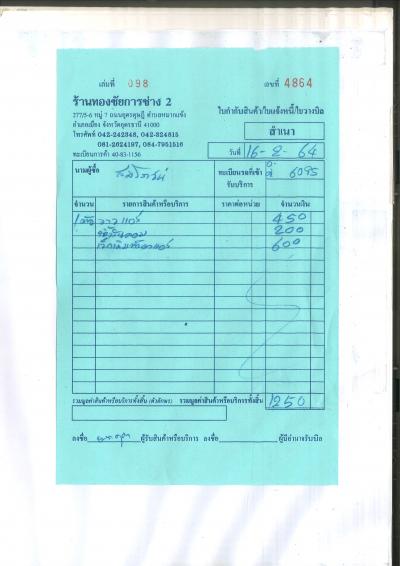 เล่มที่ 098 เลขที่ 4864
ร้านทองชัยการช่าง 2
277/5-6 หมู่ 7 ถนนอุดรดุษฎี ตำบลหมากแข้ง
อำเภอเมือง จังหวัดอุดรธานี 41000
โทรศัพท์ 042-242348, 042-324815
081-2624197, 084-7951516
ทะเบียนการค้า 40-83-1156
ใบกำกับสินค้า/ใบแจ้งหนี้/ใบวางบิล
สำเนา
วันที่ 16-2-64
นามผู้ซื้อ
ทะเบียนรถที่เข้ารับบริการ 6095
จำนวน รายการสินค้าหรือบริการ ราคาต่อหน่วย จำนวนเงิน
450
200
600
รวมมูลค่าสินค้าหรือบริการทั้งสิ้น (ตัวอักษร) รวมมูลค่าสินค้าหรือบริการทั้งสิ้น 1250
ลงชื่อ ผู้รับสินค้าหรือบริการ ลงชื่อ ผู้มีอำนาจรับบิล